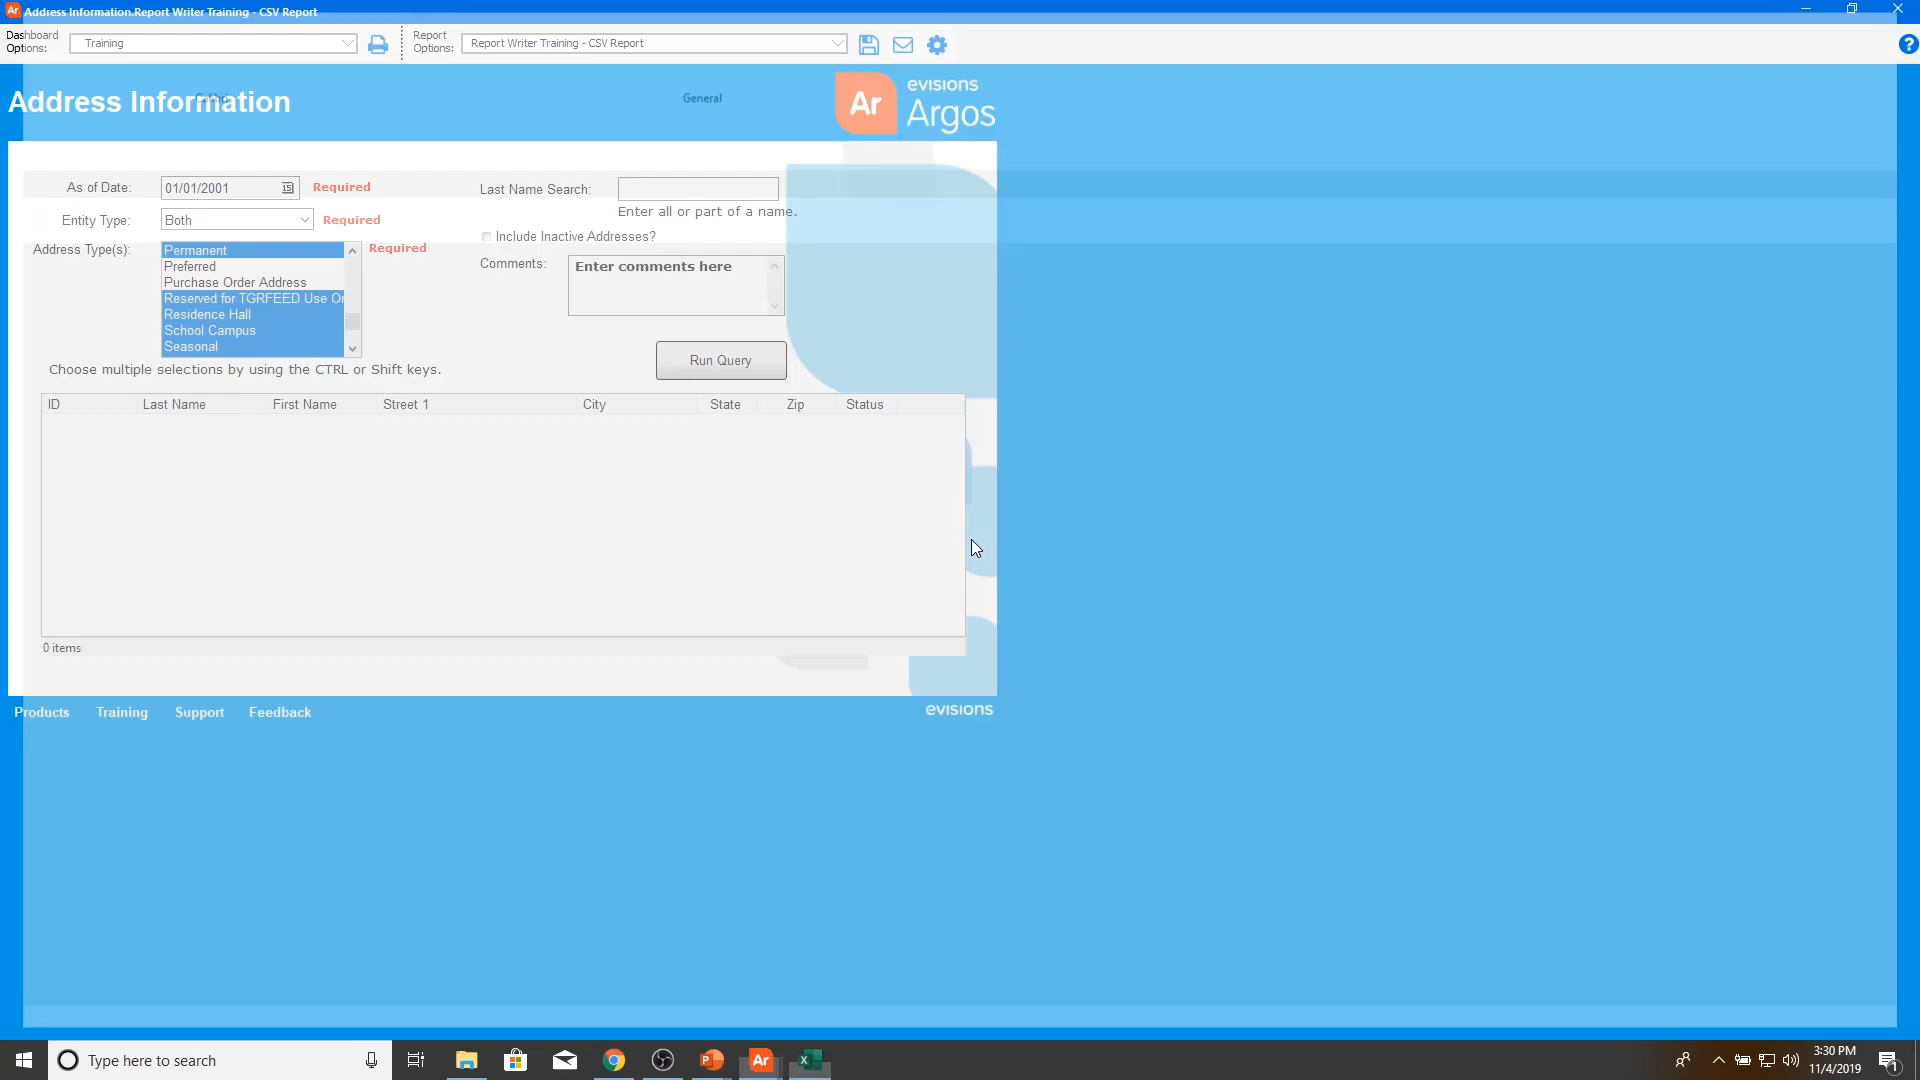 Ar Address Information.Report Writer Training - CSV Report
Dashboard Options:
Training
Report Options:
Report Writer Training - CSV Report
?
Address Information
General
Ar evisions Argos
As of Date:
01/01/2001
15
Required
Last Name Search:
Enter all or part of a name.
Entity Type:
Both
Required
Include Inactive Addresses?
Address Type(s):
Permanent
Preferred
Purchase Order Address
Reserved for TGRFEED Use Or
Residence Hall
School Campus
Seasonal
Required
Comments:
Enter comments here
Run Query
Choose multiple selections by using the CTRL or Shift keys.
ID Last Name First Name Street 1 City State Zip Status
0 items
Products Training Support Feedback
evisions
Type here to search
P
Ar
X
3:30 PM
11/4/2019
1